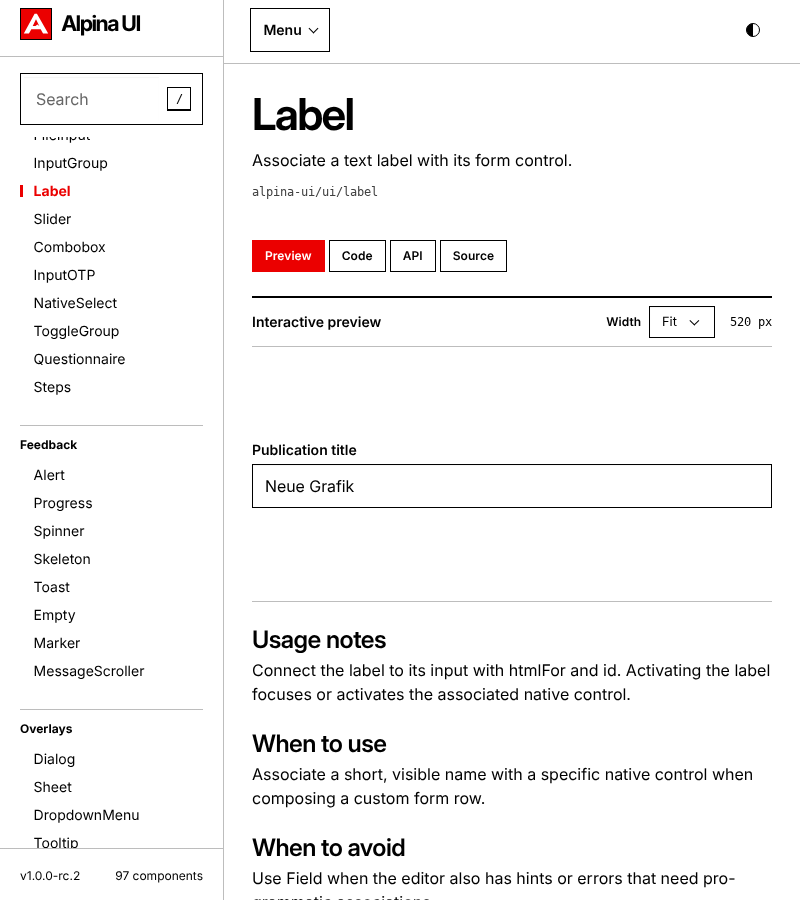 Alpina UI
Search /
FileInput
InputGroup
Label
Slider
Combobox
InputOTP
NativeSelect
ToggleGroup
Questionnaire
Steps
Feedback
Alert
Progress
Spinner
Skeleton
Toast
Empty
Marker
MessageScroller
Overlays
Dialog
Sheet
DropdownMenu
Tooltip
v1.0.0-rc.2 97 components
Menu
Label
Associate a text label with its form control.
alpina-ui/ui/label
Preview Code API Source
Interactive preview Width Fit 520 px
Publication title
Neue Grafik
Usage notes
Connect the label to its input with htmlFor and id. Activating the label
focuses or activates the associated native control.
When to use
Associate a short, visible name with a specific native control when
composing a custom form row.
When to avoid
Use Field when the editor also has hints or errors that need pro-
grammatic associations.